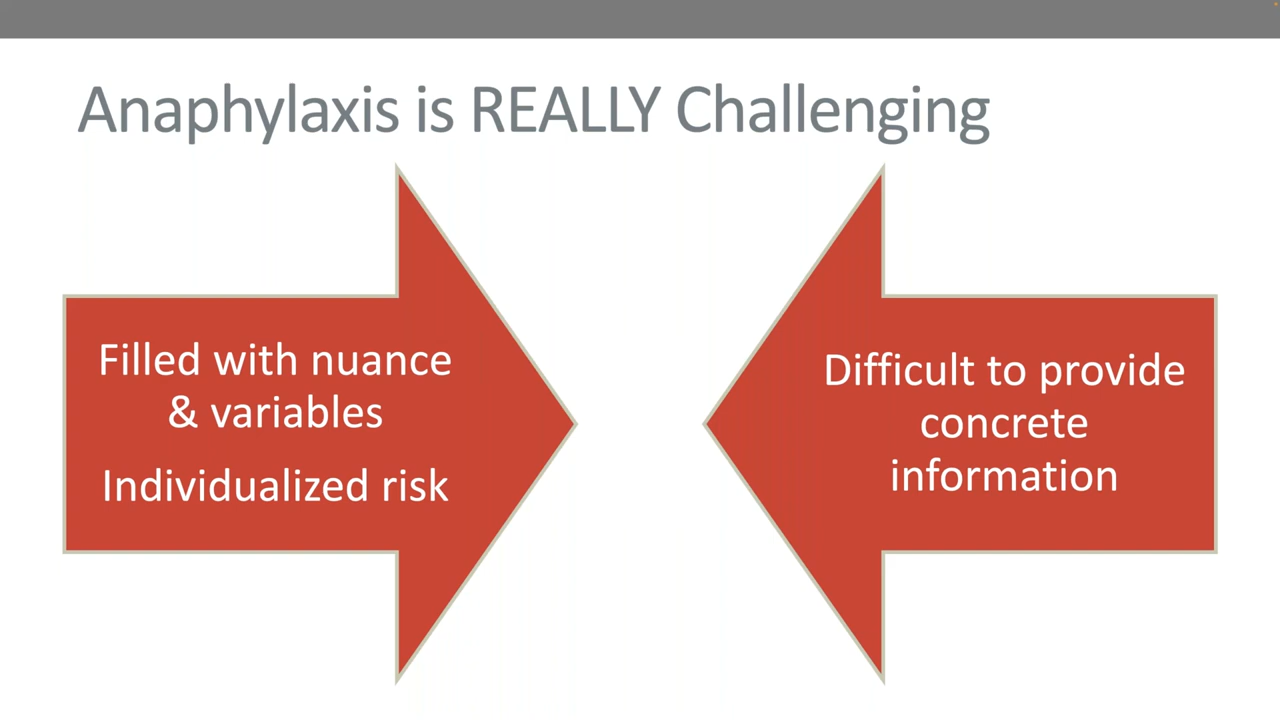 Anaphylaxis is REALLY Challenging
Filled with nuance
& variables
Individualized risk
Difficult to provide
concrete
information